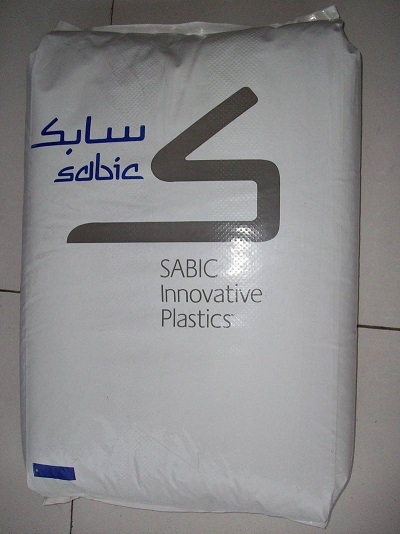 سابك
sabic
SABIC
Innovative
Plastics